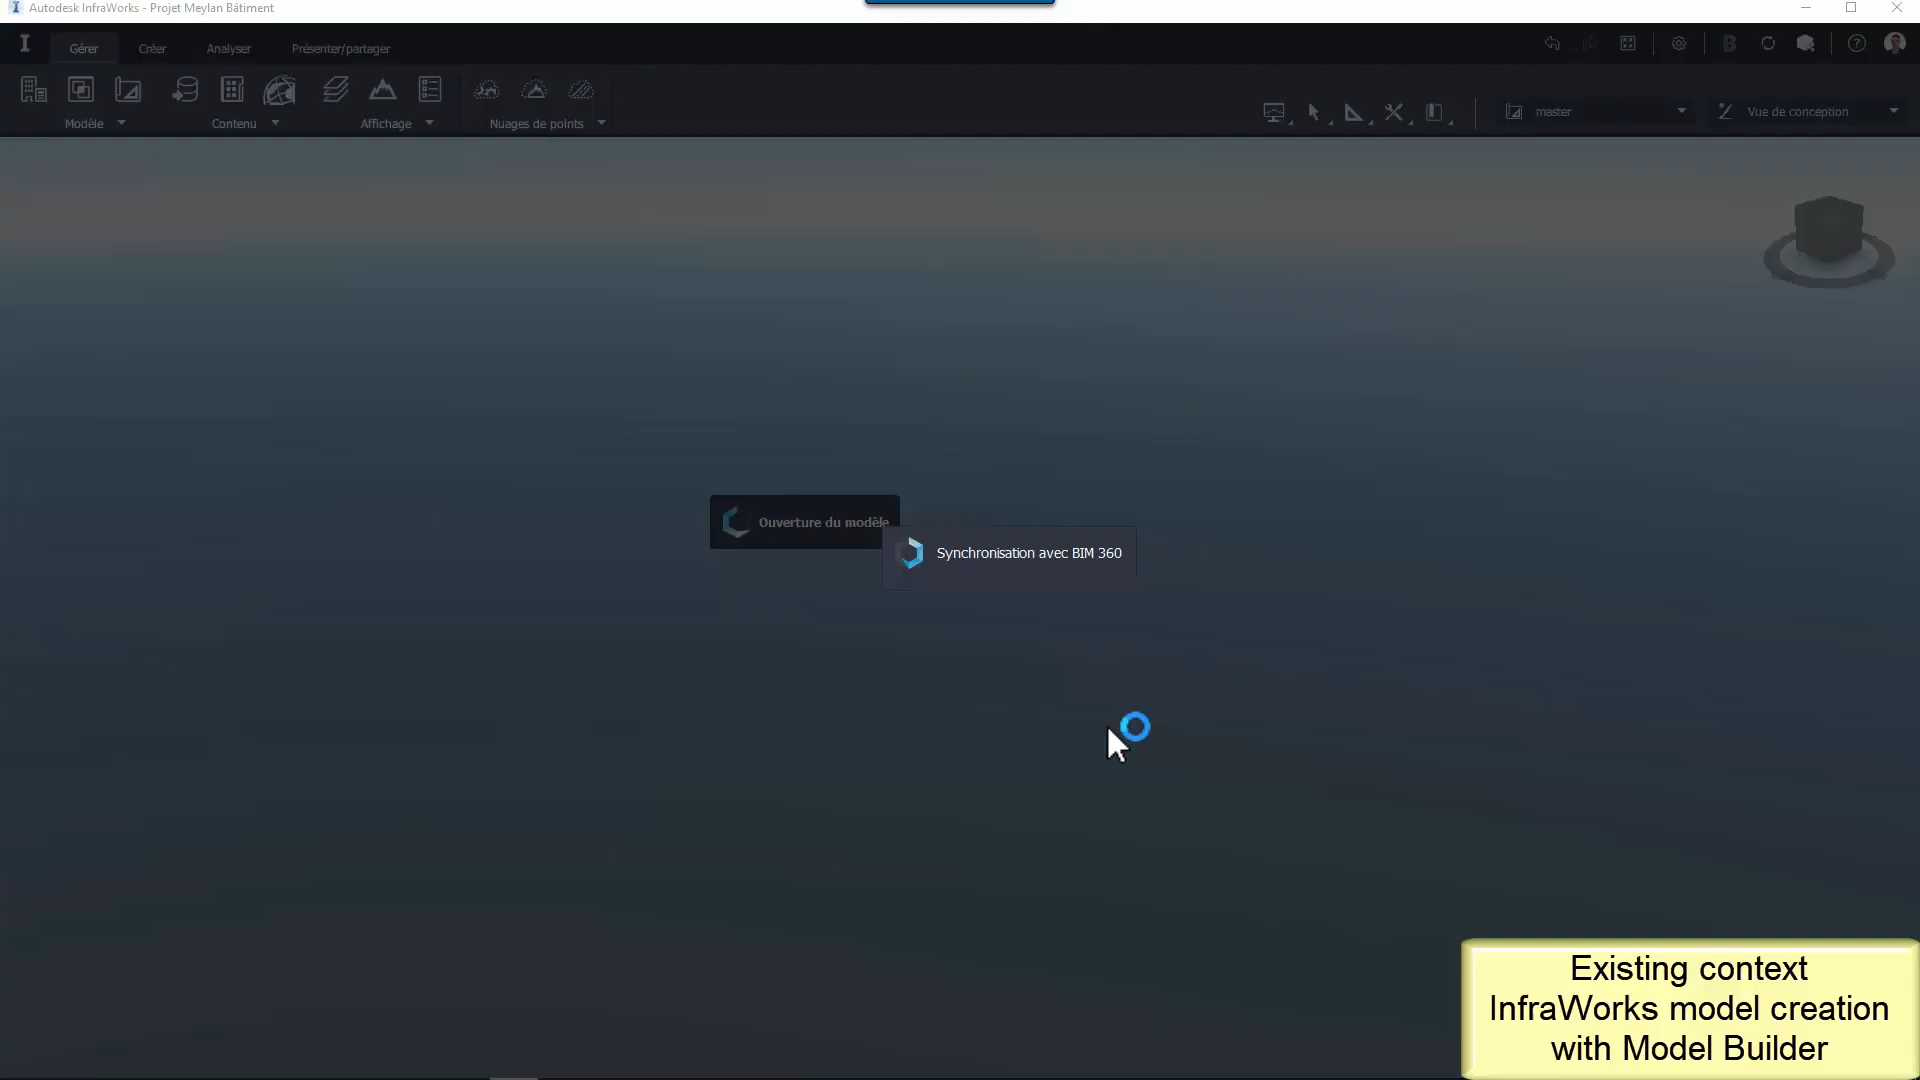 Autodesk InfraWorks - Projet Meylan Bâtiment
I Gérer Créer Analyser Présenter/partager
Modèle Contenu Affichage Nuages de points
master Vue de conception
Ouverture du modèle
Synchronisation avec BIM 360
Existing context
InfraWorks model creation
with Model Builder